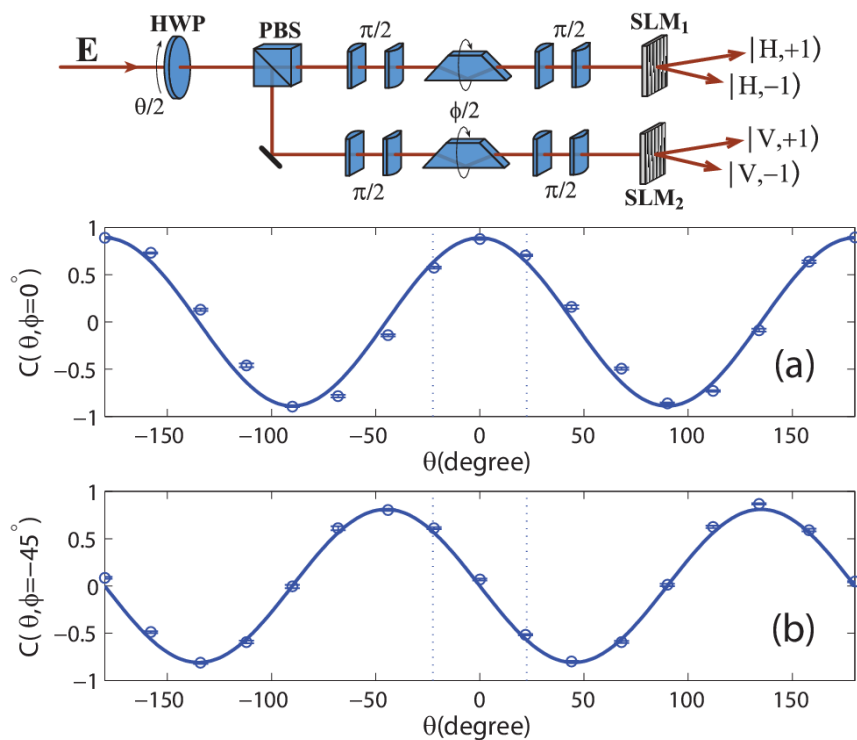 HWP
PBS
π/2
π/2
SLM₁
E
θ/2
|H,+1)
|H,−1)
ϕ/2
π/2
π/2
SLM₂
|V,+1)
|V,−1)
C(θ,ϕ=0°)
1
0.5
0
−0.5
−1
(a)
−150 −100 −50 0 50 100 150
θ(degree)
C(θ,ϕ=−45°)
1
0.5
0
−0.5
−1
(b)
−150 −100 −50 0 50 100 150
θ(degree)